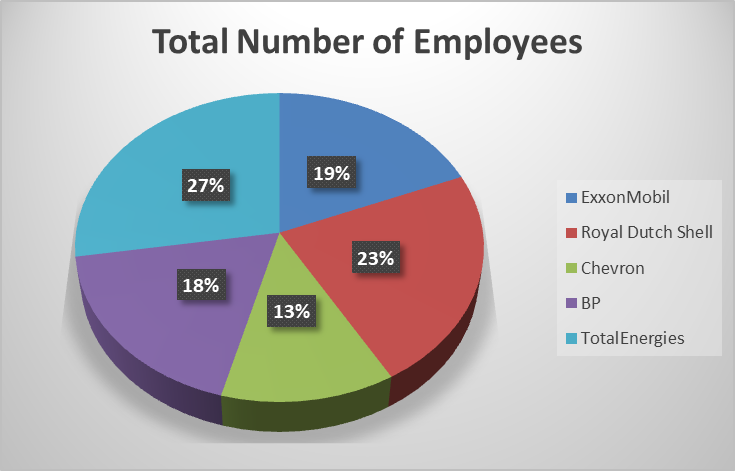 Total Number of Employees
19%
27%
23%
18%
13%
ExxonMobil
Royal Dutch Shell
Chevron
BP
TotalEnergies